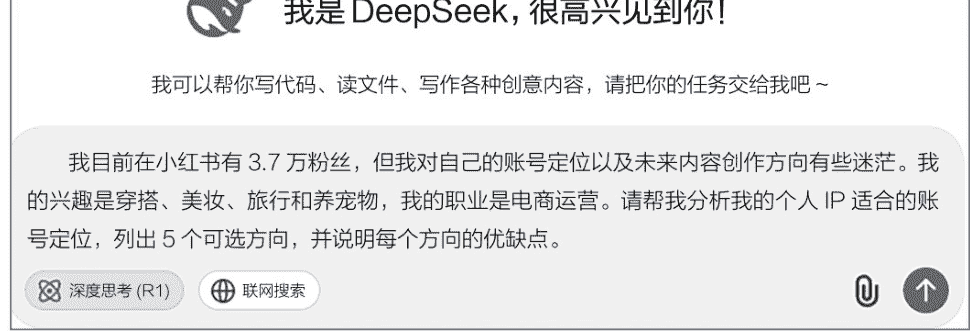 我是 DeepSeek，很高兴见到你！
我可以帮你写代码、读文件、写作各种创意内容，请把你的任务交给我吧 ~
我目前在小红书有 3.7 万粉丝，但我对自己的账号定位以及未来内容创作方向有些迷茫。我
的兴趣是穿搭、美妆、旅行和养宠物，我的职业是电商运营。请帮我分析我的个人 IP 适合的账
号定位，列出 5 个可选方向，并说明每个方向的优缺点。
深度思考 (R1) 联网搜索